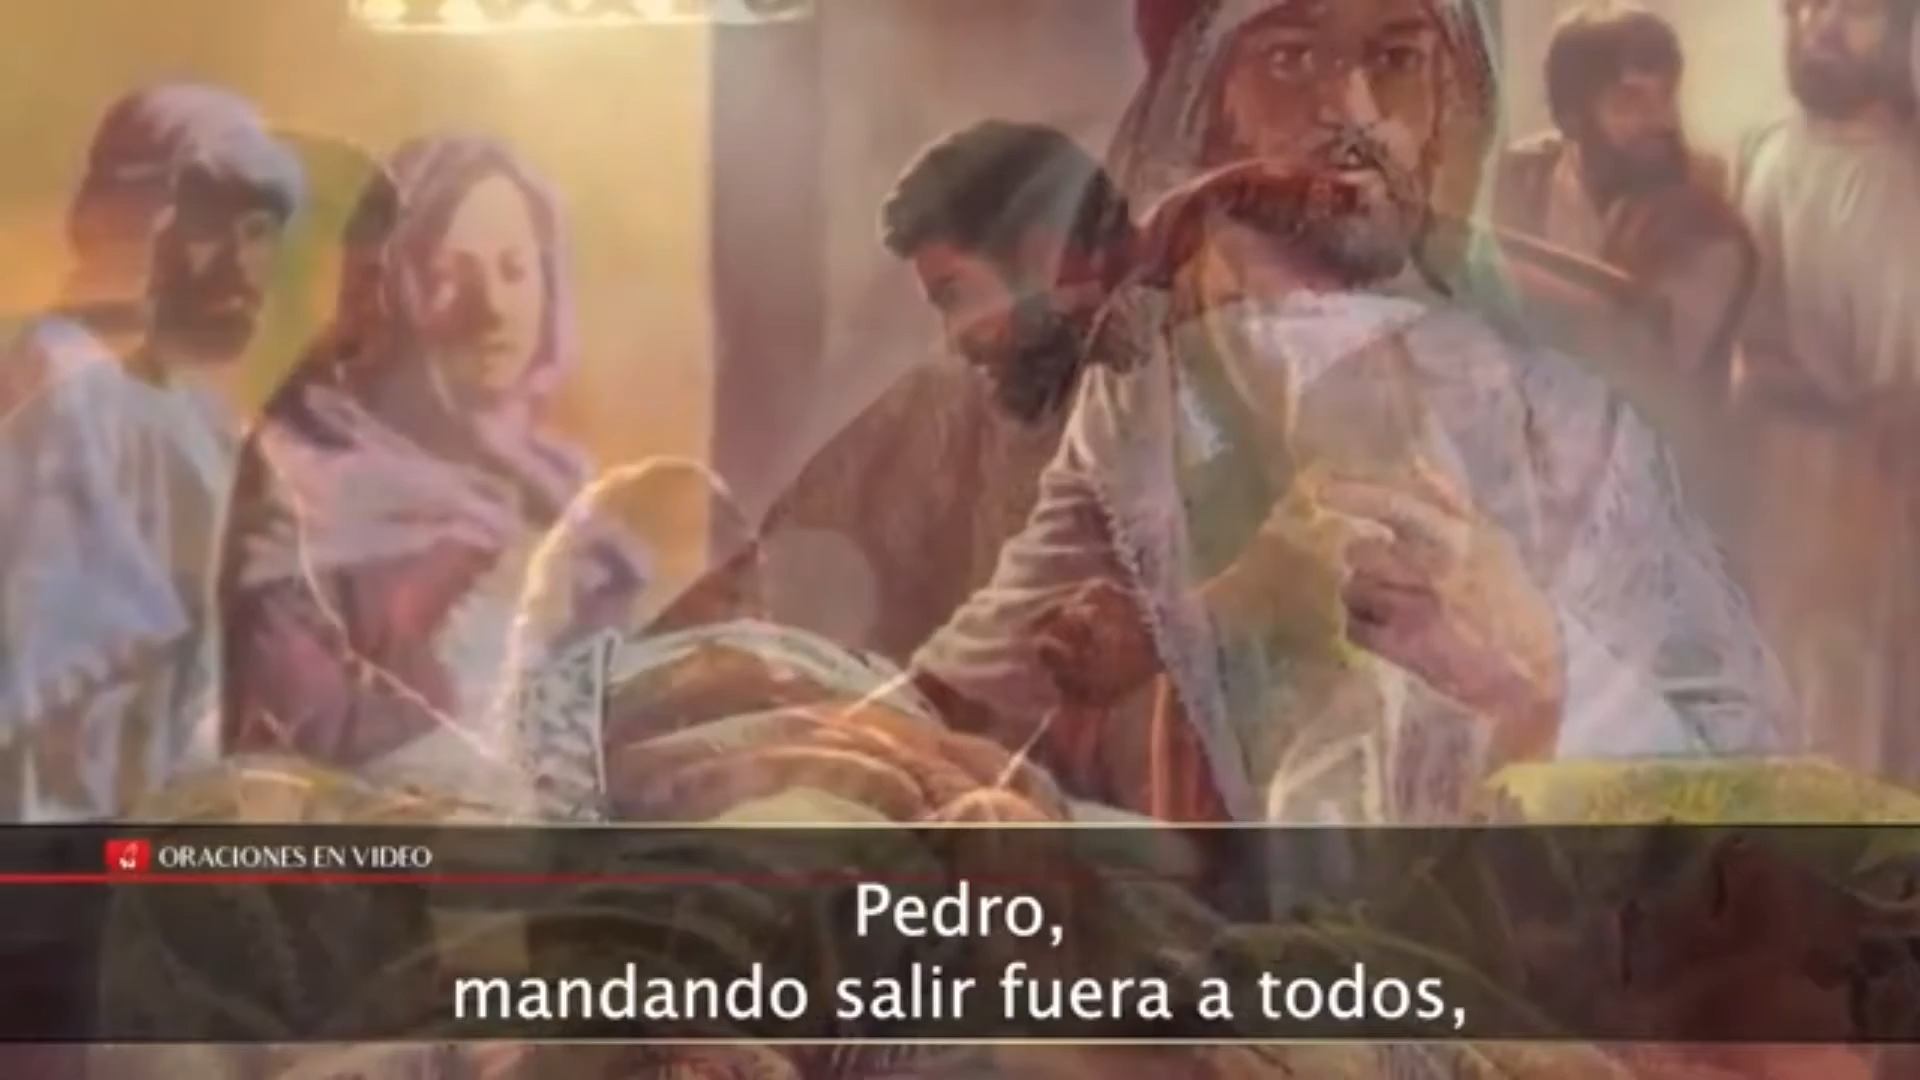 ORACIONES EN VIDEO
Pedro,
mandando salir fuera a todos,